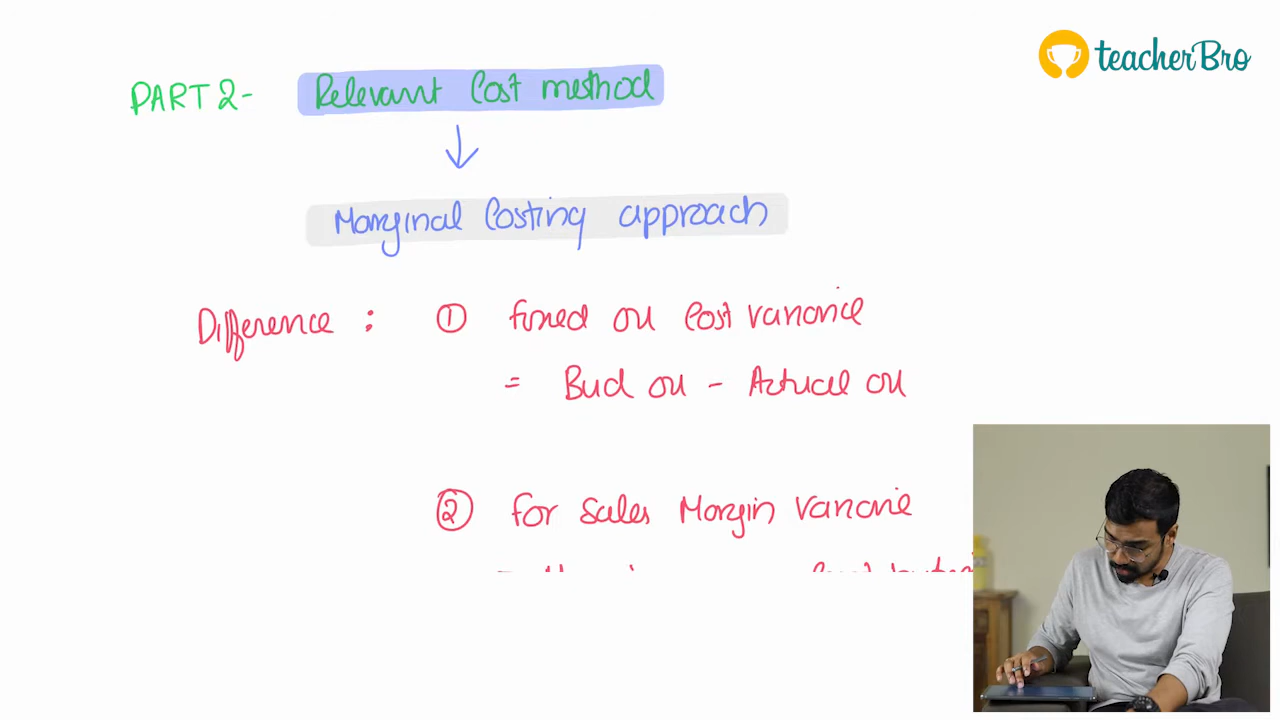 teacherBro
PART 2- Relevant Cost method
↓
Marginal Costing approach
Difference : ① fixed OH Cost variance
= Bud OH - Actual OH
② for Sales Margin Variance